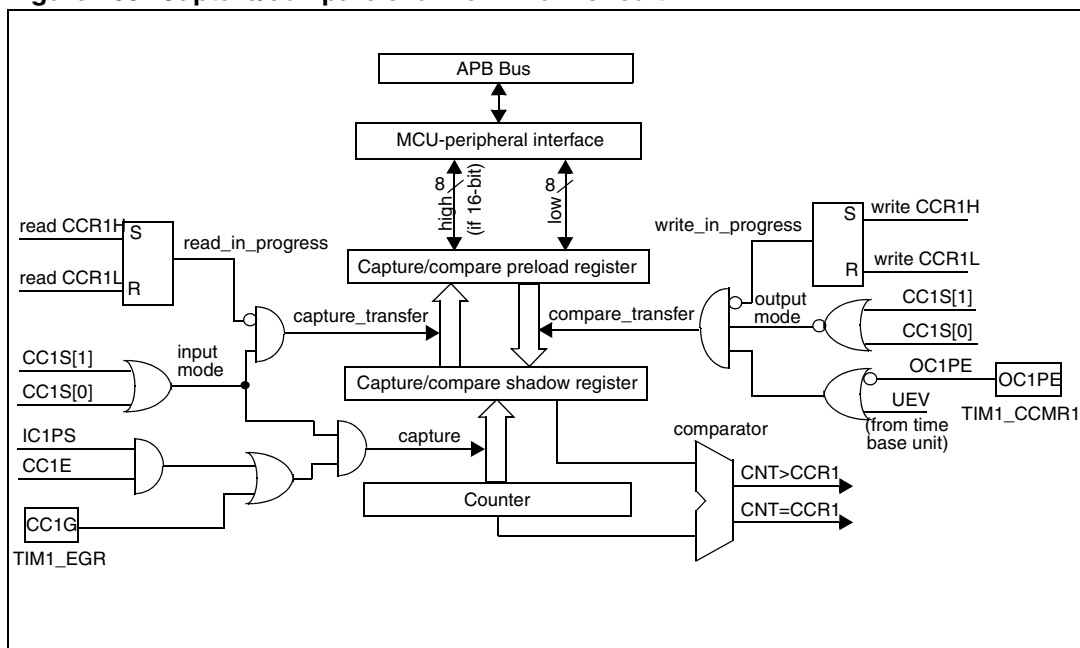 APB Bus
MCU-peripheral interface
8
high
(if 16-bit)
8
low
read CCR1H
S
read_in_progress
read CCR1L
R
write_in_progress
S
write CCR1H
R
write CCR1L
Capture/compare preload register
capture_transfer
compare_transfer
output
mode
CC1S[1]
CC1S[0]
CC1S[1]
CC1S[0]
input
mode
Capture/compare shadow register
OC1PE
OC1PE
UEV
(from time
base unit)
TIM1_CCMR1
IC1PS
CC1E
capture
comparator
Counter
CNT>CCR1
CNT=CCR1
CC1G
TIM1_EGR